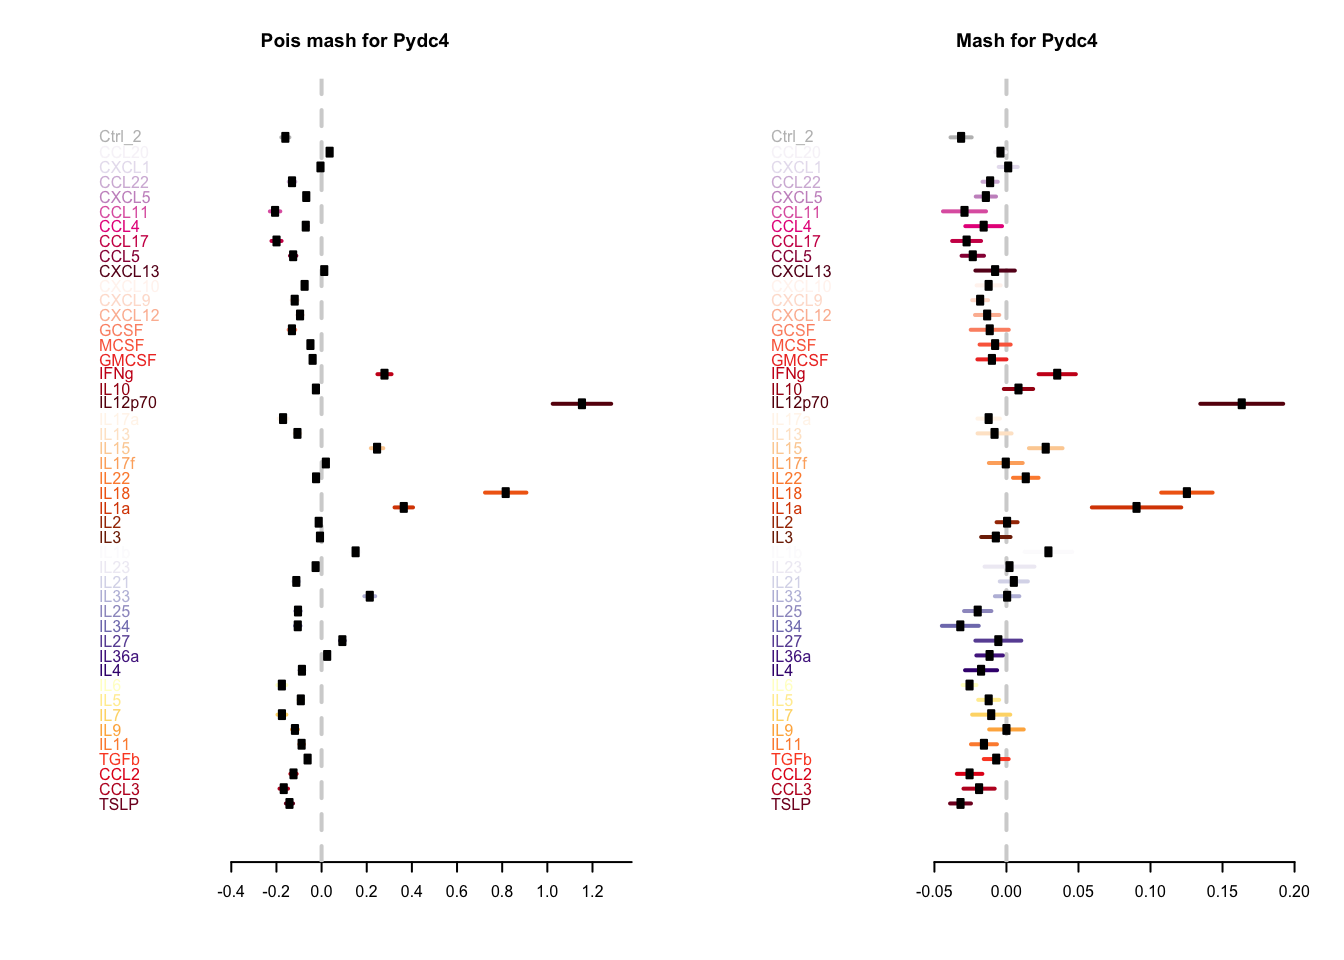 Pois mash for Pydc4
Ctrl_2
CCL20
CXCL1
CCL22
CXCL5
CCL11
CCL4
CCL17
CCL5
CXCL13
CXCL10
CXCL9
CXCL12
GCSF
MCSF
GMCSF
IFNg
IL10
IL12p70
IL17a
IL13
IL15
IL17f
IL22
IL18
IL1a
IL2
IL3
IL23
IL21
IL33
IL25
IL34
IL27
IL36a
IL4
IL5
IL7
IL9
IL11
TGFb
CCL2
CCL3
TSLP
-0.4 -0.2 0.0 0.2 0.4 0.6 0.8 1.0 1.2
Mash for Pydc4
Ctrl_2
CCL20
CXCL1
CCL22
CXCL5
CCL11
CCL4
CCL17
CCL5
CXCL13
CXCL10
CXCL9
CXCL12
GCSF
MCSF
GMCSF
IFNg
IL10
IL12p70
IL17a
IL13
IL15
IL17f
IL22
IL18
IL1a
IL2
IL3
IL23
IL21
IL33
IL25
IL34
IL27
IL36a
IL4
IL5
IL7
IL9
IL11
TGFb
CCL2
CCL3
TSLP
-0.05 0.00 0.05 0.10 0.15 0.20